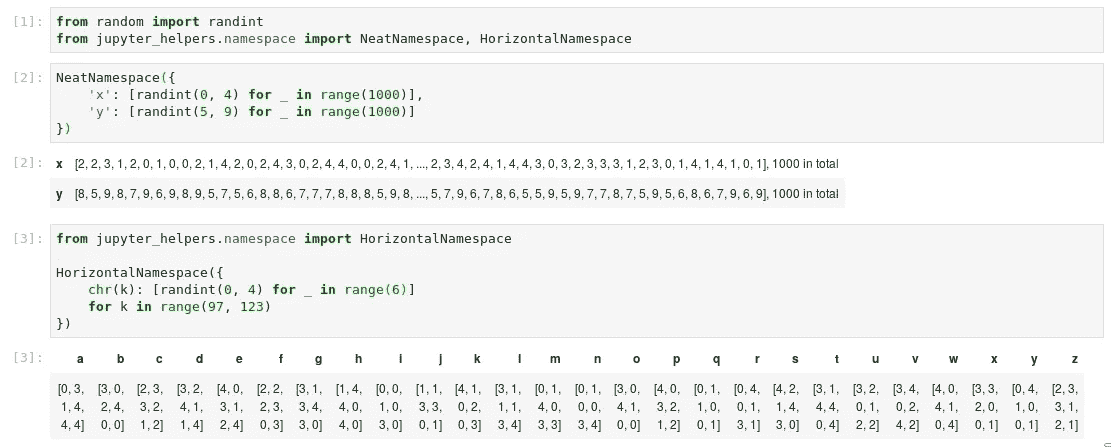 [1]: from random import randint
from jupyter_helpers.namespace import NeatNamespace, HorizontalNamespace
[2]: NeatNamespace({
'x': [randint(0, 4) for _ in range(1000)],
'y': [randint(5, 9) for _ in range(1000)]
})
[2]: x [2, 2, 3, 1, 2, 0, 1, 0, 0, 2, 1, 4, 2, 0, 2, 4, 3, 0, 2, 4, 4, 0, 0, 2, 4, 1, ..., 2, 3, 4, 2, 4, 1, 4, 4, 3, 0, 3, 2, 3, 3, 3, 1, 2, 3, 0, 1, 4, 1, 4, 1, 0, 1], 1000 in total
y [8, 5, 9, 8, 7, 9, 6, 9, 8, 9, 5, 7, 5, 6, 8, 8, 6, 7, 7, 7, 8, 8, 8, 5, 9, 8, ..., 5, 7, 9, 6, 7, 8, 6, 5, 5, 9, 5, 9, 7, 7, 8, 7, 5, 9, 5, 6, 8, 6, 7, 9, 6, 9], 1000 in total
[3]: from jupyter_helpers.namespace import HorizontalNamespace
HorizontalNamespace({
chr(k): [randint(0, 4) for _ in range(6)]
for k in range(97, 123)
})
[3]: a b c d e f g h i j k l m n o p q r s t u v w x y z
[0, 3, [3, 0, [2, 3, [3, 2, [4, 0, [2, 2, [3, 1, [1, 4, [0, 0, [1, 1, [4, 1, [3, 1, [0, 1, [0, 1, [3, 0, [4, 0, [0, 1, [0, 4, [4, 2, [3, 1, [3, 2, [3, 4, [4, 0, [3, 3, [0, 4, [2, 3,
1, 4, 2, 4, 3, 2, 4, 1, 3, 1, 2, 3, 3, 4, 4, 0, 1, 0, 3, 3, 0, 2, 1, 1, 4, 0, 0, 0, 4, 1, 3, 2, 1, 0, 0, 1, 1, 4, 4, 4, 0, 1, 0, 2, 4, 1, 2, 0, 1, 0, 3, 1,
4, 4] 0, 0] 1, 2] 1, 4] 2, 4] 0, 3] 3, 0] 4, 0] 3, 0] 0, 1] 0, 3] 3, 4] 3, 3] 3, 4] 0, 0] 1, 2] 0, 1] 3, 1] 3, 0] 0, 4] 2, 2] 4, 2] 0, 4] 0, 1] 0, 1] 2, 1]